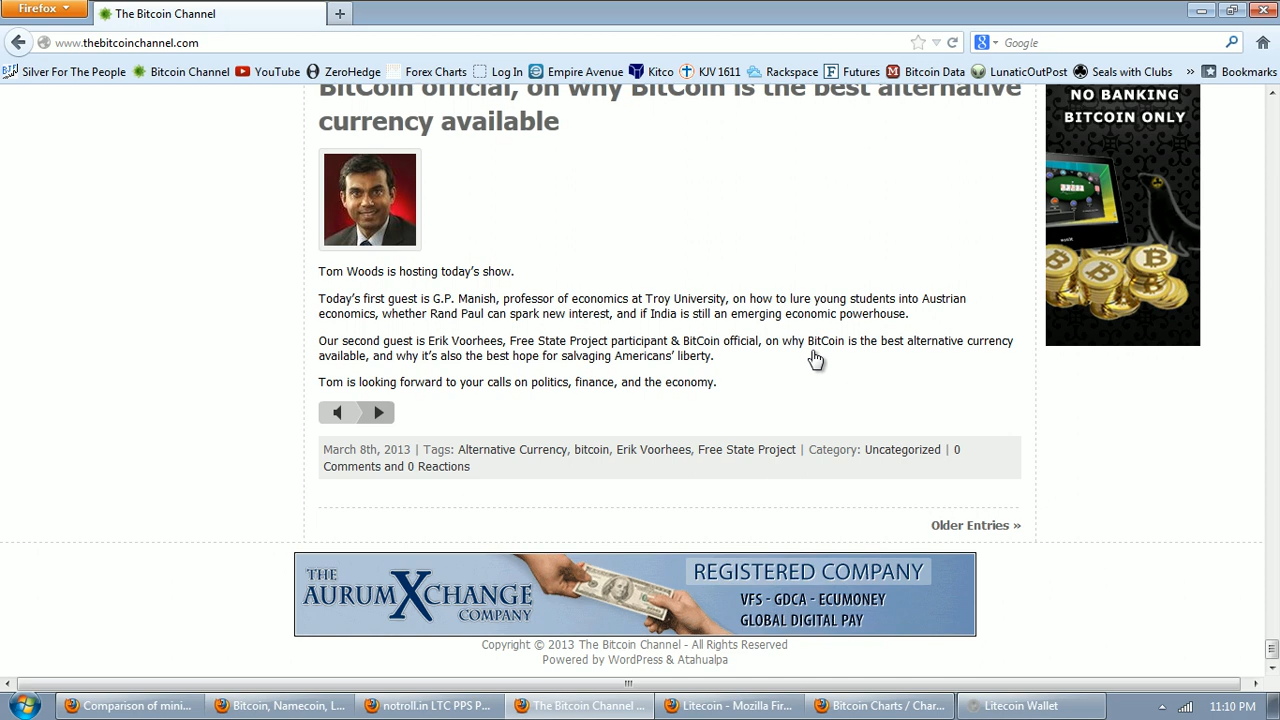 Firefox
The Bitcoin Channel
www.thebitcoinchannel.com
Google
Silver For The People
Bitcoin Channel
YouTube
ZeroHedge
Forex Charts
Log In
Empire Avenue
Kitco
KJV 1611
Rackspace
Futures
Bitcoin Data
LunaticOutPost
Seals with Clubs
»
Bookmarks
BitCoin official, on why BitCoin is the best alternative
currency available
NO BANKING
BITCOIN ONLY
Tom Woods is hosting today's show.
Today's first guest is G.P. Manish, professor of economics at Troy University, on how to lure young students into Austrian
economics, whether Rand Paul can spark new interest, and if India is still an emerging economic powerhouse.
Our second guest is Erik Voorhees, Free State Project participant & BitCoin official, on why BitCoin is the best alternative currency
available, and why it's also the best hope for salvaging Americans' liberty.
Tom is looking forward to your calls on politics, finance, and the economy.
March 8th, 2013 | Tags: Alternative Currency, bitcoin, Erik Voorhees, Free State Project | Category: Uncategorized | 0
Comments and 0 Reactions
Older Entries »
THE
AURUMXCHANGE
COMPANY
REGISTERED COMPANY
VFS - GDCA - ECUMONEY
GLOBAL DIGITAL PAY
Copyright © 2013 The Bitcoin Channel - All Rights Reserved
Powered by WordPress & Atahualpa
Comparison of mini...
Bitcoin, Namecoin, L...
notroll.in LTC PPS P...
The Bitcoin Channel ...
Litecoin - Mozilla Fir...
Bitcoin Charts / Char...
Litecoin Wallet
11:10 PM